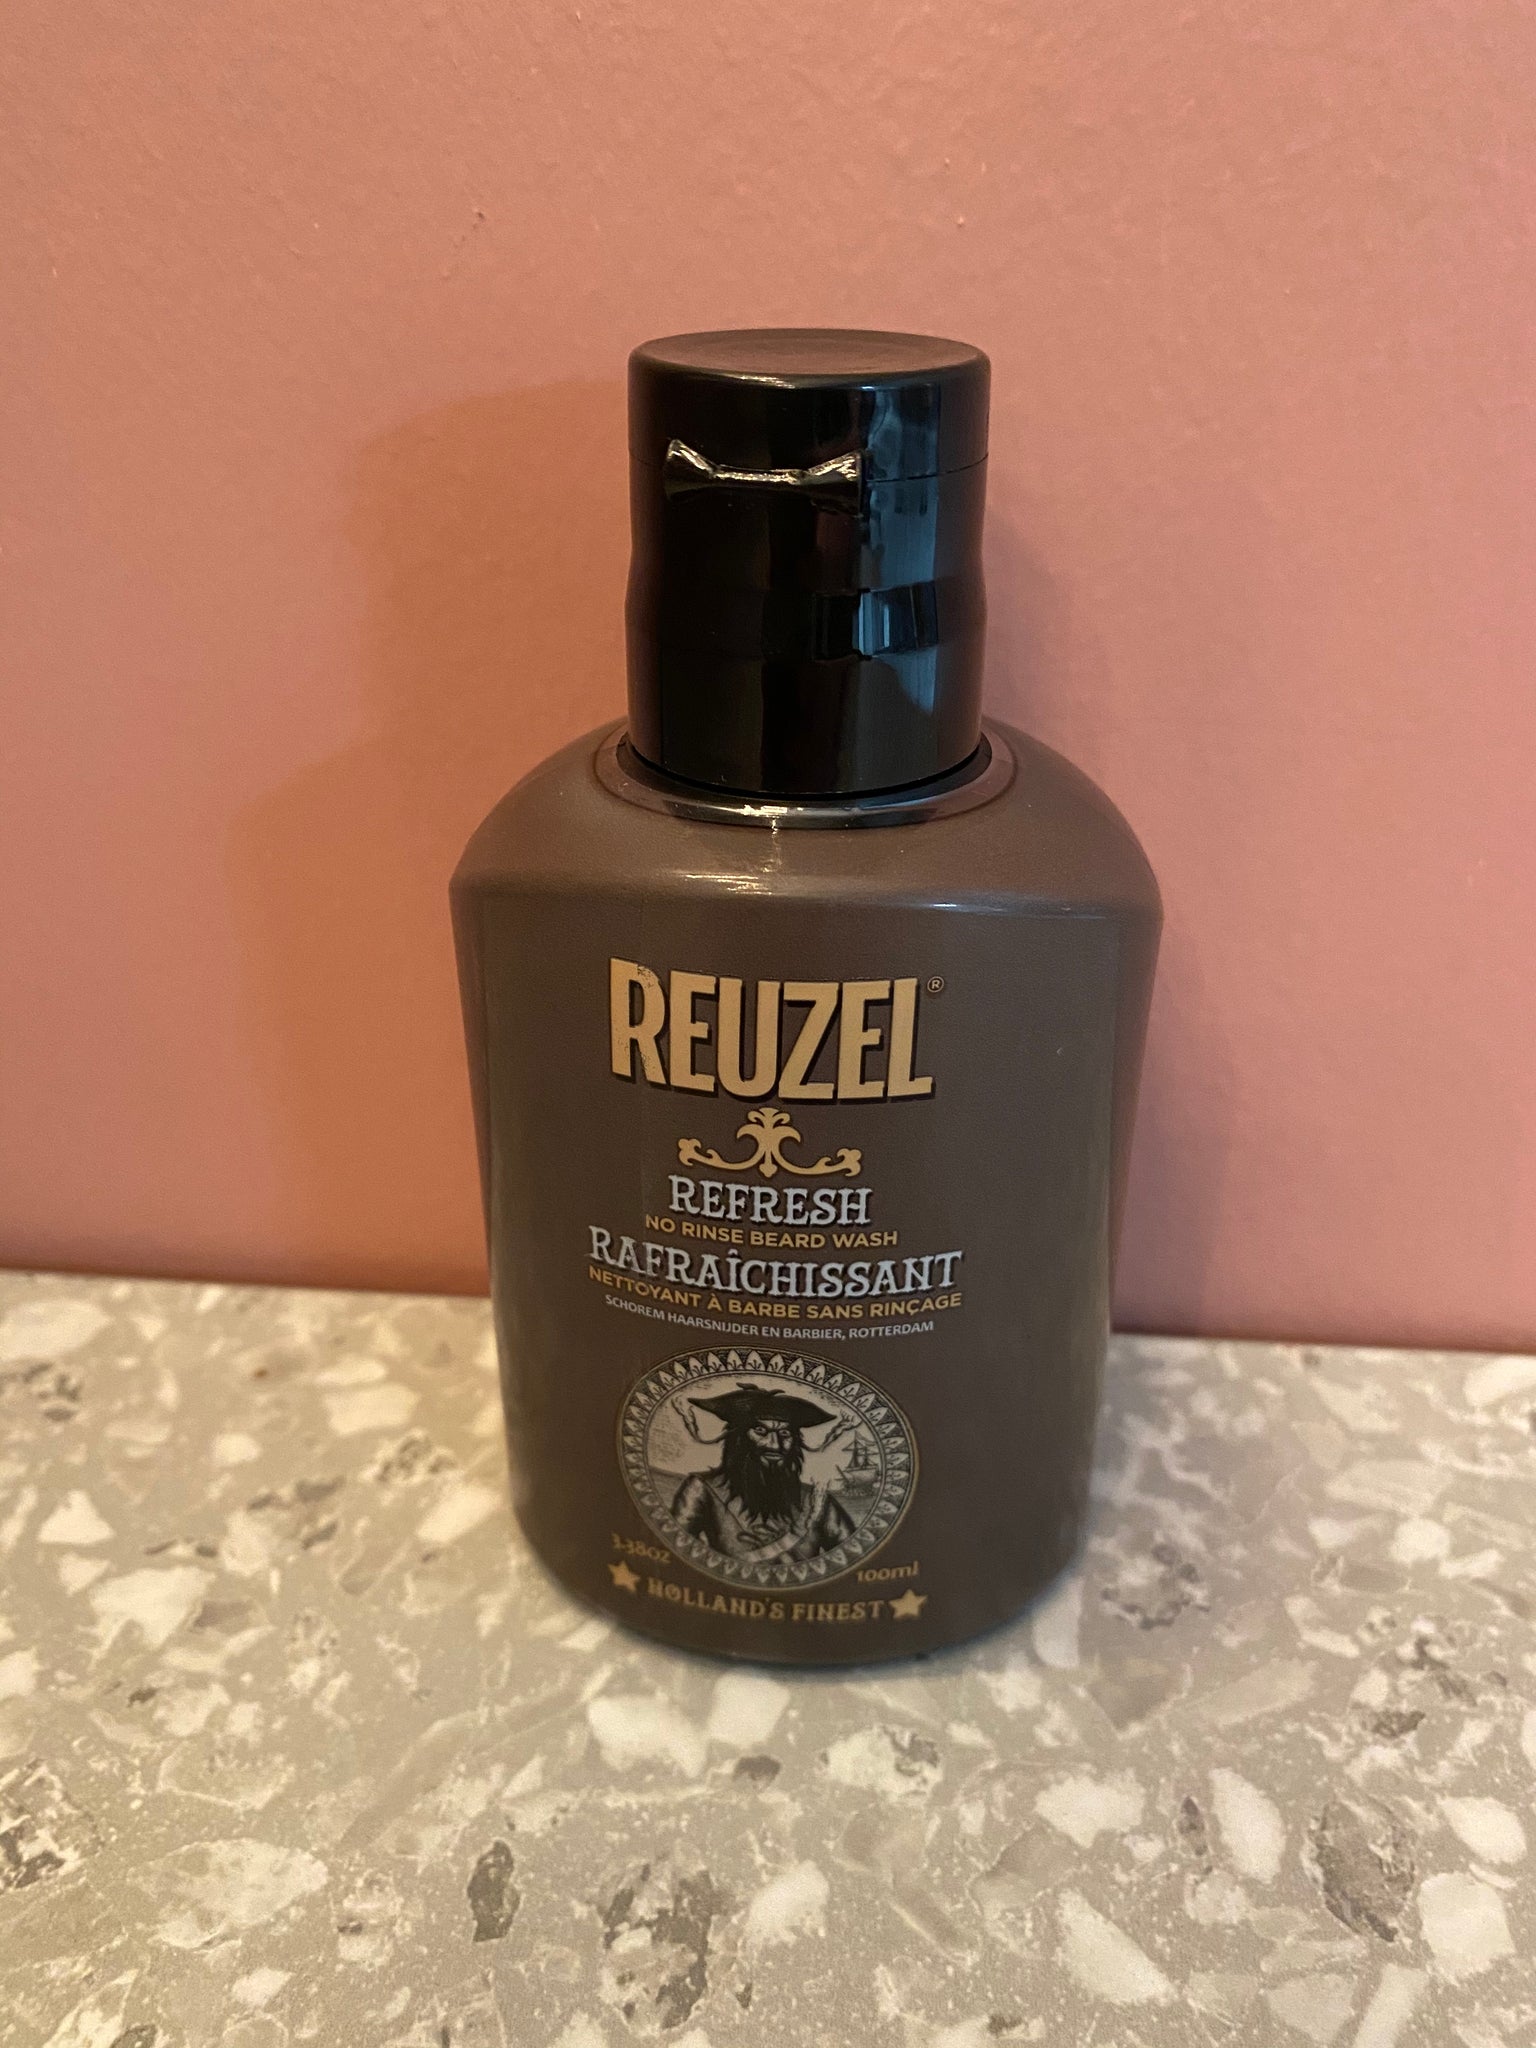 REUZEL®
REFRESH
NO RINSE BEARD WASH
RAFRAÎCHISSANT
NETTOYANT À BARBE SANS RINÇAGE
SCHOREM HAARSNIJDER EN BARBIER, ROTTERDAM
3.38oz
100ml
HOLLAND'S FINEST